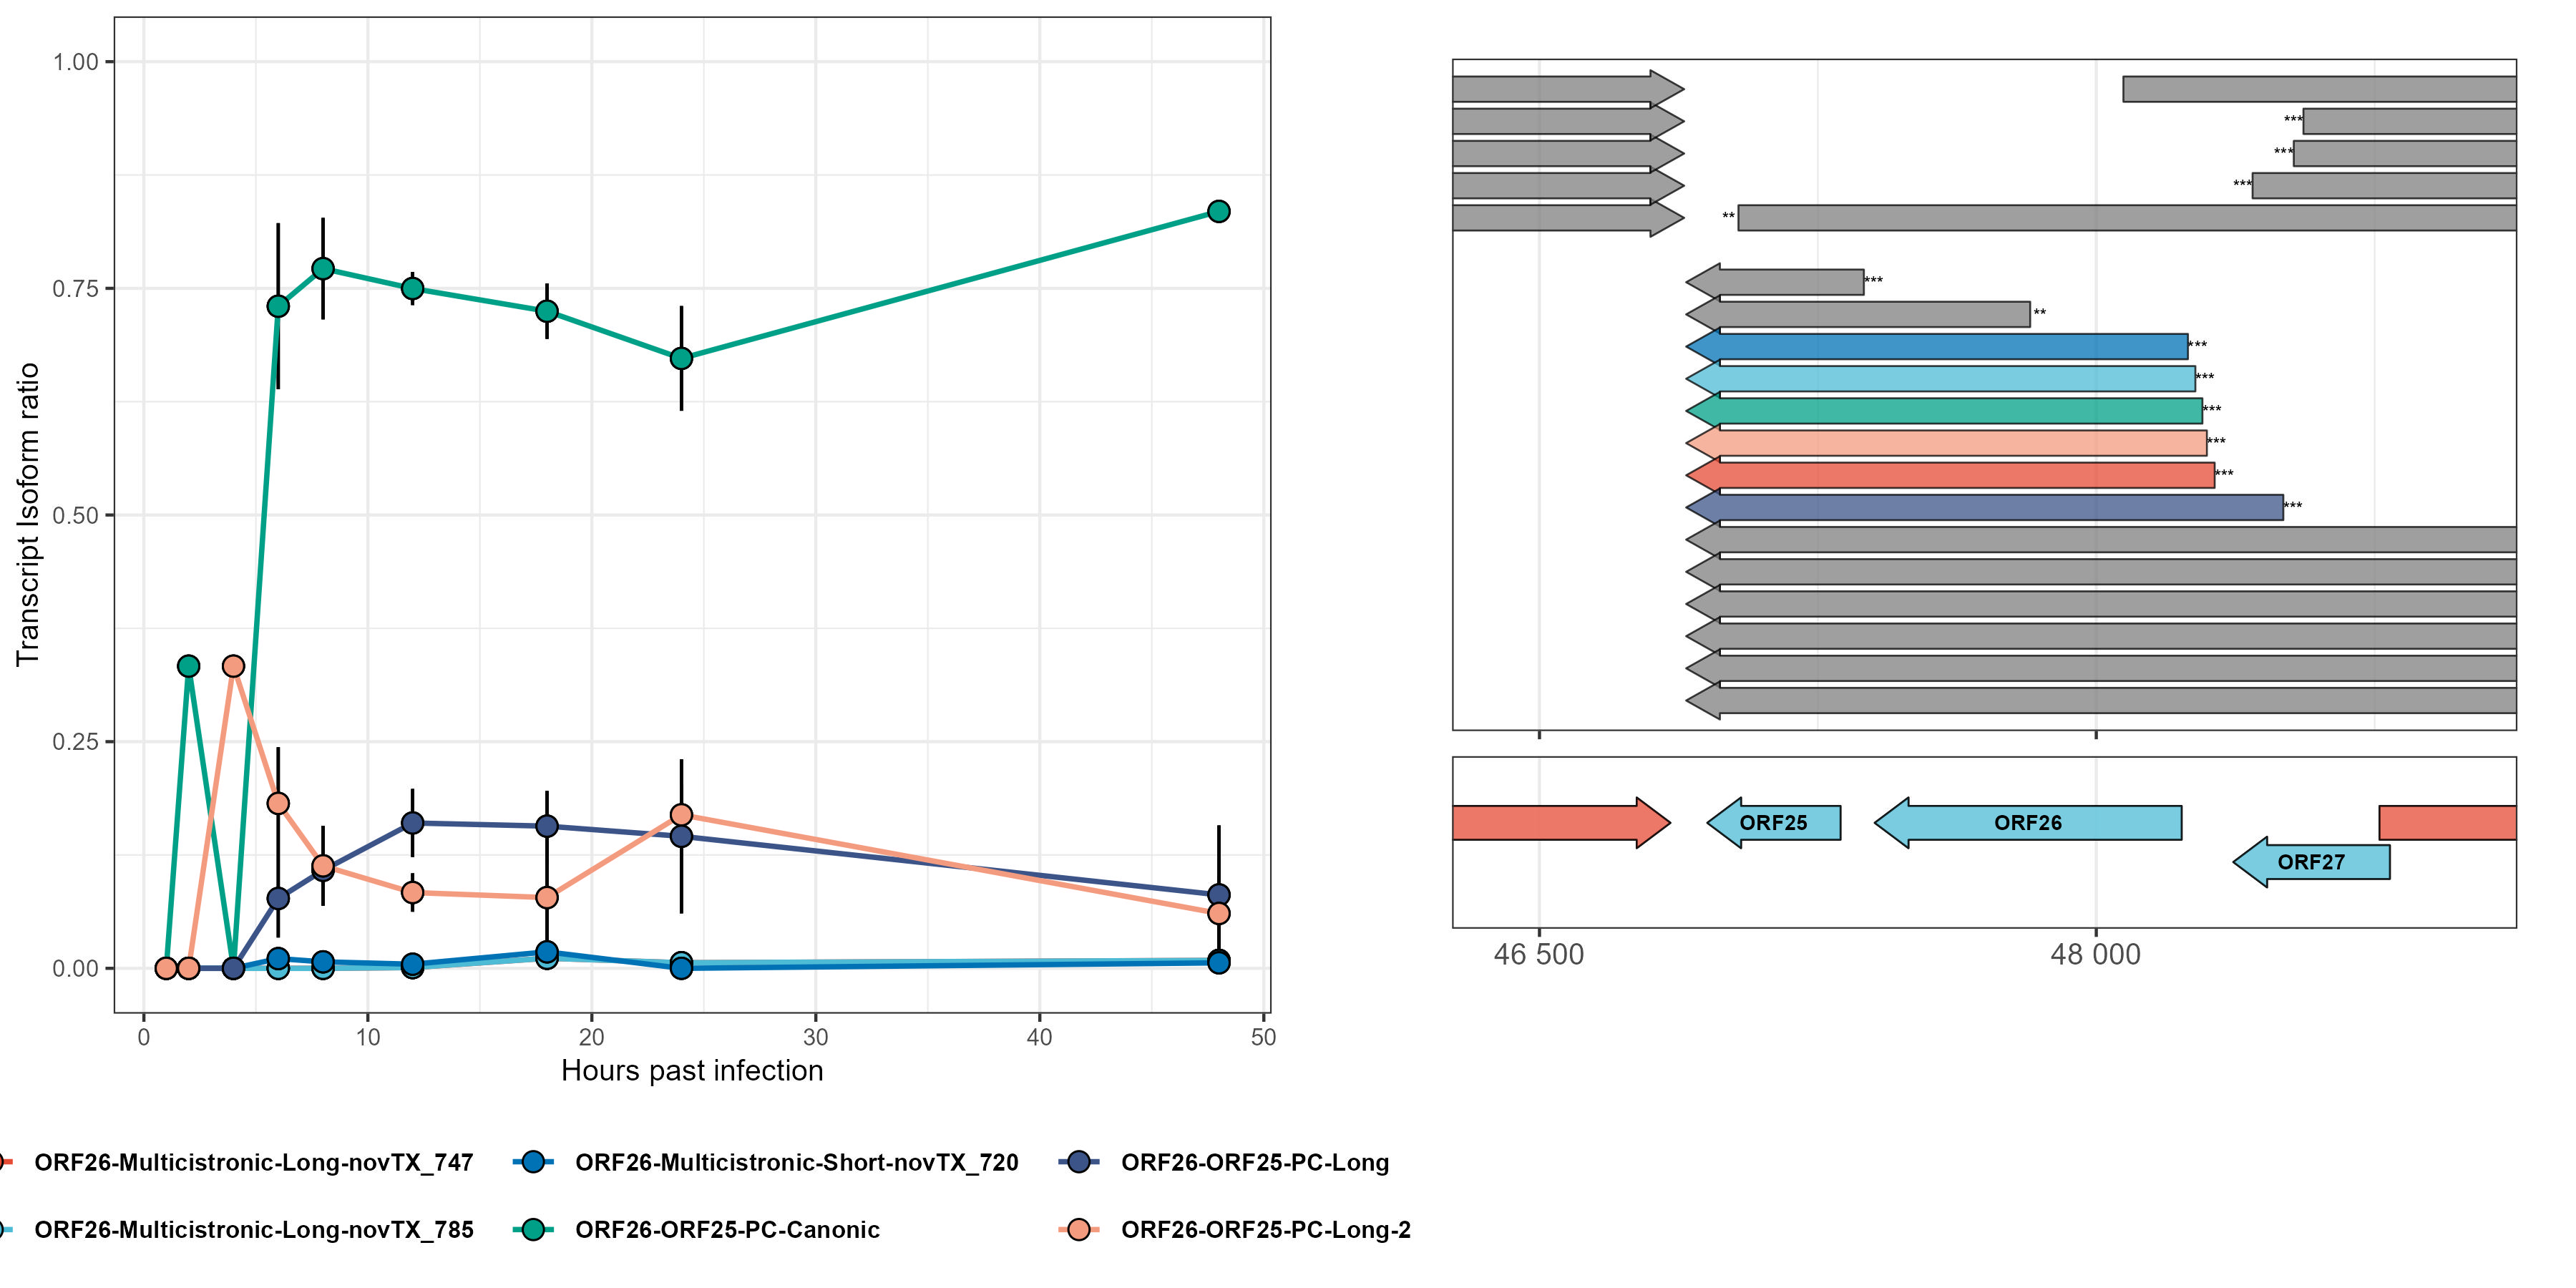 1.00
0.75
0.50
0.25
0.00
Transcript Isoform ratio
0 10 20 30 40 50
Hours past infection
***
***
***
**
***
**
***
***
***
***
***
***
ORF25 ORF26
ORF27
46 500 48 000
ORF26-Multicistronic-Long-novTX_747 ORF26-Multicistronic-Short-novTX_720 ORF26-ORF25-PC-Long
ORF26-Multicistronic-Long-novTX_785 ORF26-ORF25-PC-Canonic ORF26-ORF25-PC-Long-2